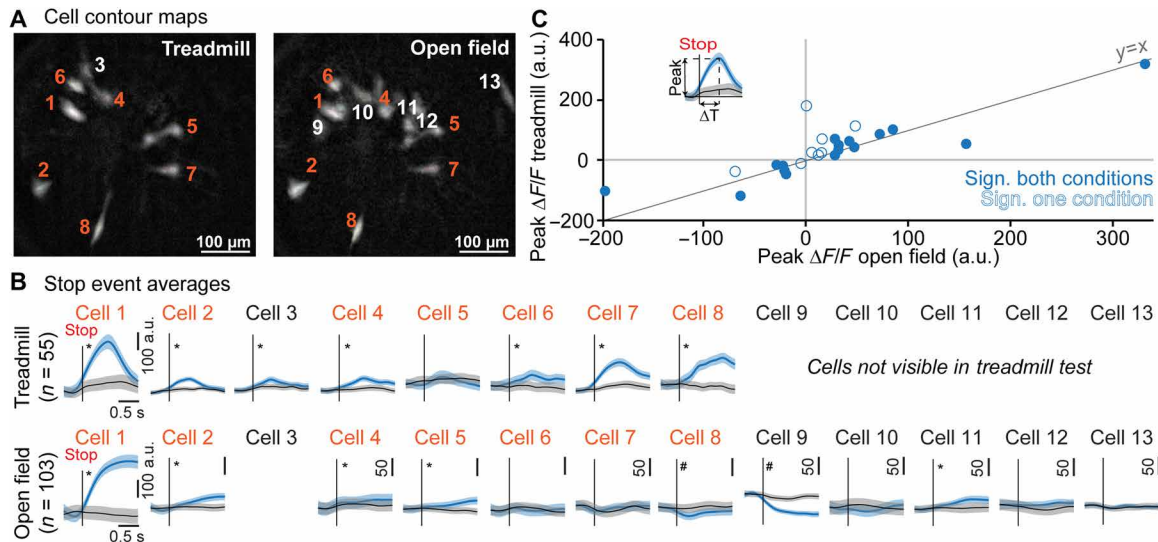 A Cell contour maps
Treadmill
3
6
1
4
5
2
7
8
100 µm
Open field
13
6
1
4
11
10
12
5
9
2
7
8
100 µm
C
Peak ΔF/F treadmill (a.u.)
400
200
0
−200
Stop
Peak
ΔT
y=x
Sign. both conditions
Sign. one condition
−200 −100 0 100 200 300
Peak ΔF/F open field (a.u.)
B Stop event averages
Cell 1 Cell 2 Cell 3 Cell 4 Cell 5 Cell 6 Cell 7 Cell 8 Cell 9 Cell 10 Cell 11 Cell 12 Cell 13
Treadmill
(n = 55)
Stop
* * * * * * *
100 a.u.
0.5 s
Cells not visible in treadmill test
Cell 1 Cell 2 Cell 3 Cell 4 Cell 5 Cell 6 Cell 7 Cell 8 Cell 9 Cell 10 Cell 11 Cell 12 Cell 13
Open field
(n = 103)
Stop
* * * * # # *
100 a.u.
50 50 50 50 50 50 50
0.5 s